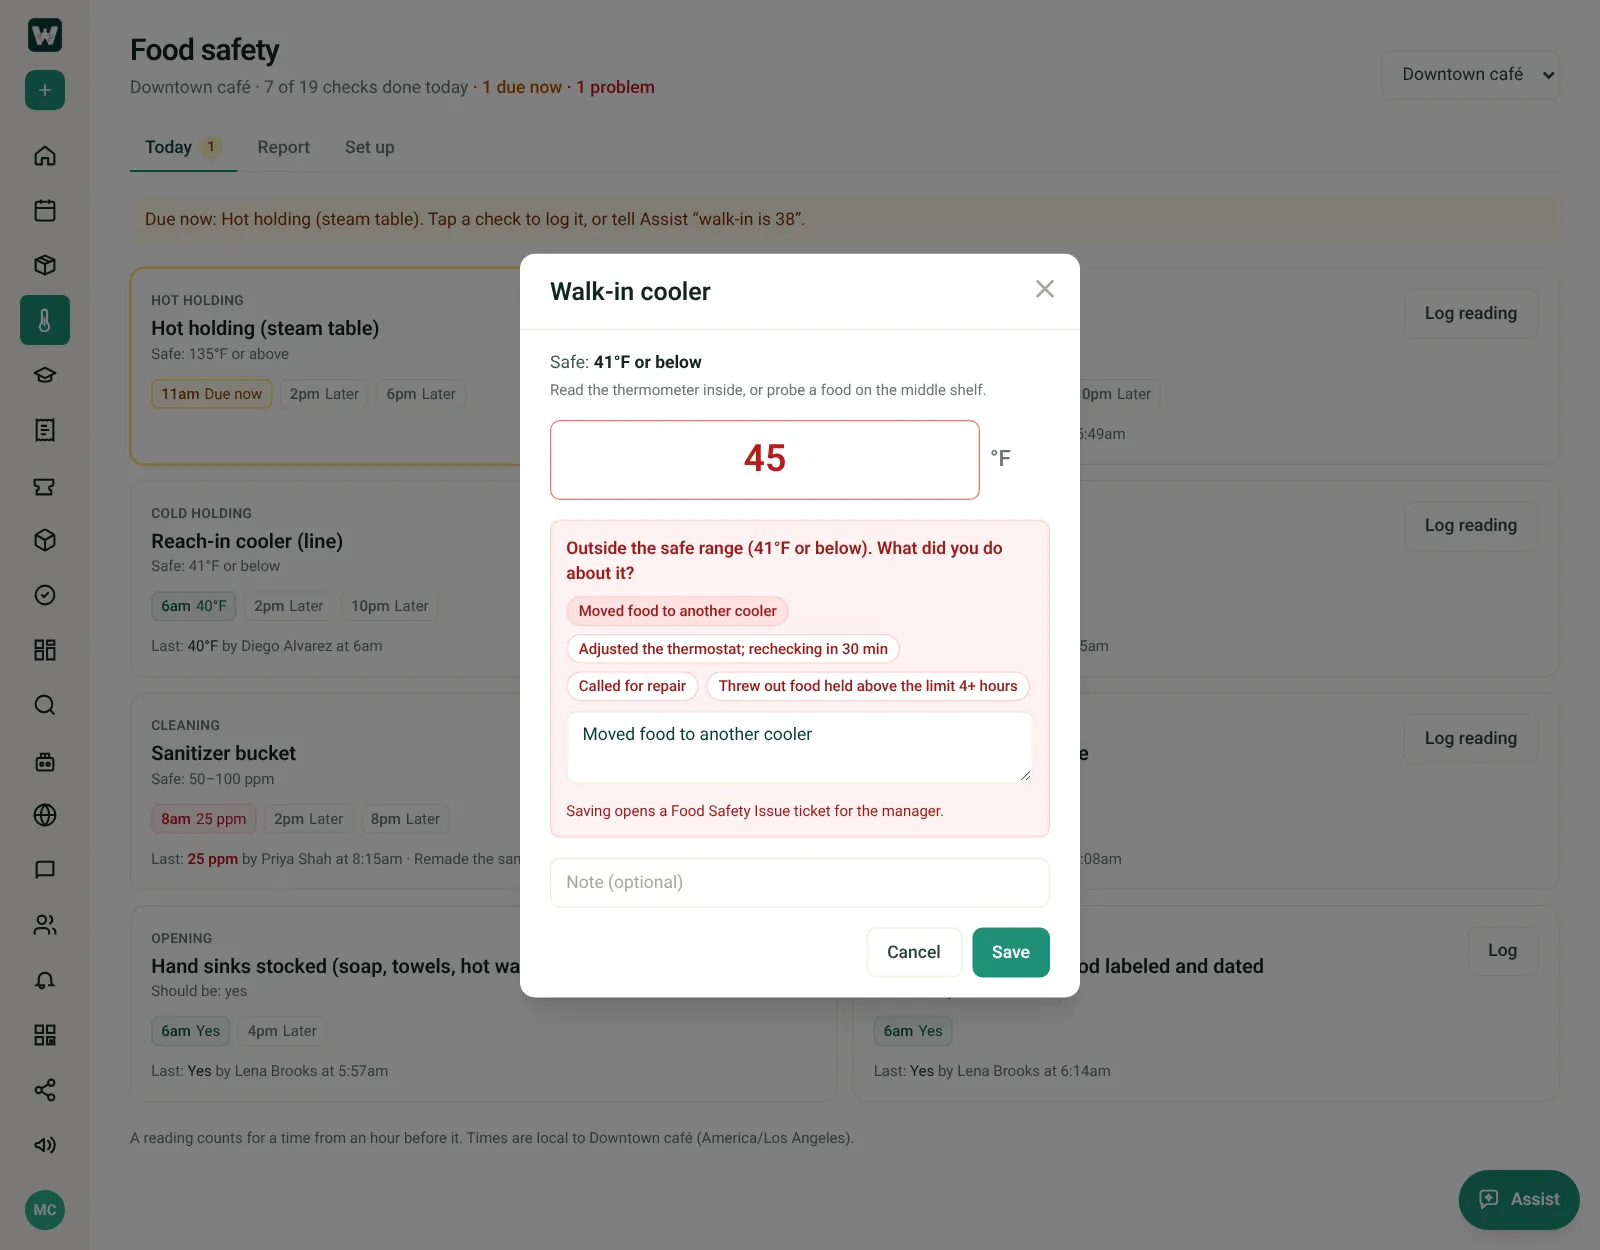 Food safety
Downtown café · 7 of 19 checks done today · 1 due now · 1 problem
Downtown café
Today 1
Report
Set up
Due now: Hot holding (steam table). Tap a check to log it, or tell Assist “walk-in is 38”.
HOT HOLDING
Hot holding (steam table)
Safe: 135°F or above
11am Due now
2pm Later
6pm Later
Log reading
0pm Later
5:49am
COLD HOLDING
Reach-in cooler (line)
Safe: 41°F or below
6am 40°F
2pm Later
10pm Later
Last: 40°F by Diego Alvarez at 6am
Log reading
5am
CLEANING
Sanitizer bucket
Safe: 50–100 ppm
8am 25 ppm
2pm Later
8pm Later
Last: 25 ppm by Priya Shah at 8:15am · Remade the san
Log reading
e
:08am
OPENING
Hand sinks stocked (soap, towels, hot wa
Should be: yes
6am Yes
4pm Later
Last: Yes by Lena Brooks at 5:57am
od labeled and dated
Log
6am Yes
Last: Yes by Lena Brooks at 6:14am
Walk-in cooler
Safe: 41°F or below
Read the thermometer inside, or probe a food on the middle shelf.
45
°F
Outside the safe range (41°F or below). What did you do
about it?
Moved food to another cooler
Adjusted the thermostat; rechecking in 30 min
Called for repair
Threw out food held above the limit 4+ hours
Moved food to another cooler
Saving opens a Food Safety Issue ticket for the manager.
Note (optional)
Cancel
Save
A reading counts for a time from an hour before it. Times are local to Downtown café (America/Los Angeles).
W
MC
Assist